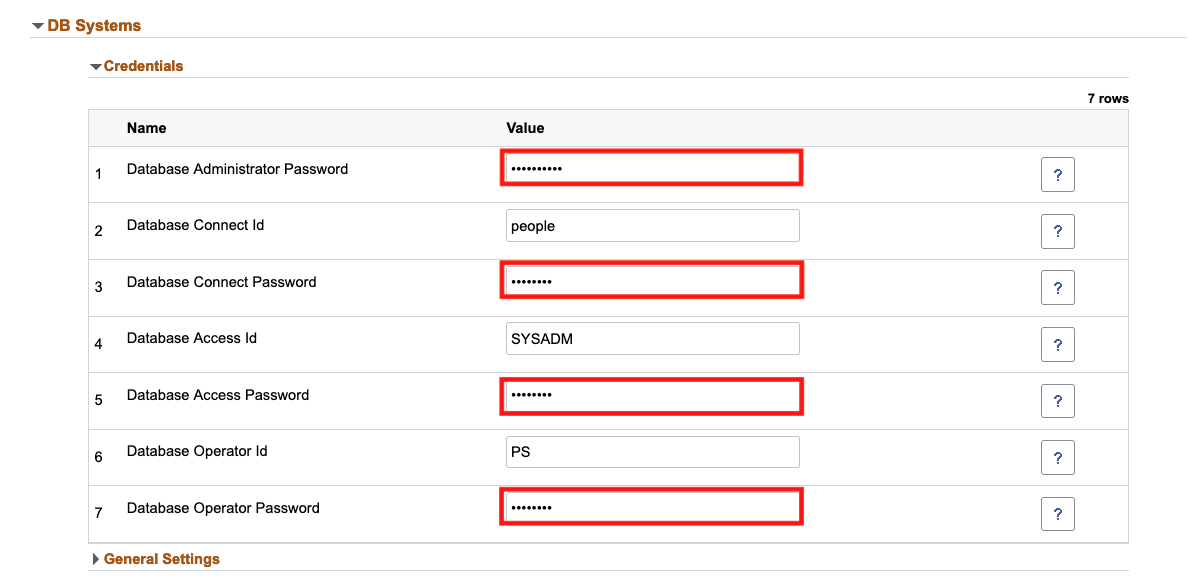 DB Systems
Credentials
7 rows
Name Value
1 Database Administrator Password •••••••••• ?
2 Database Connect Id people ?
3 Database Connect Password •••••••• ?
4 Database Access Id SYSADM ?
5 Database Access Password •••••••• ?
6 Database Operator Id PS ?
7 Database Operator Password •••••••• ?
General Settings